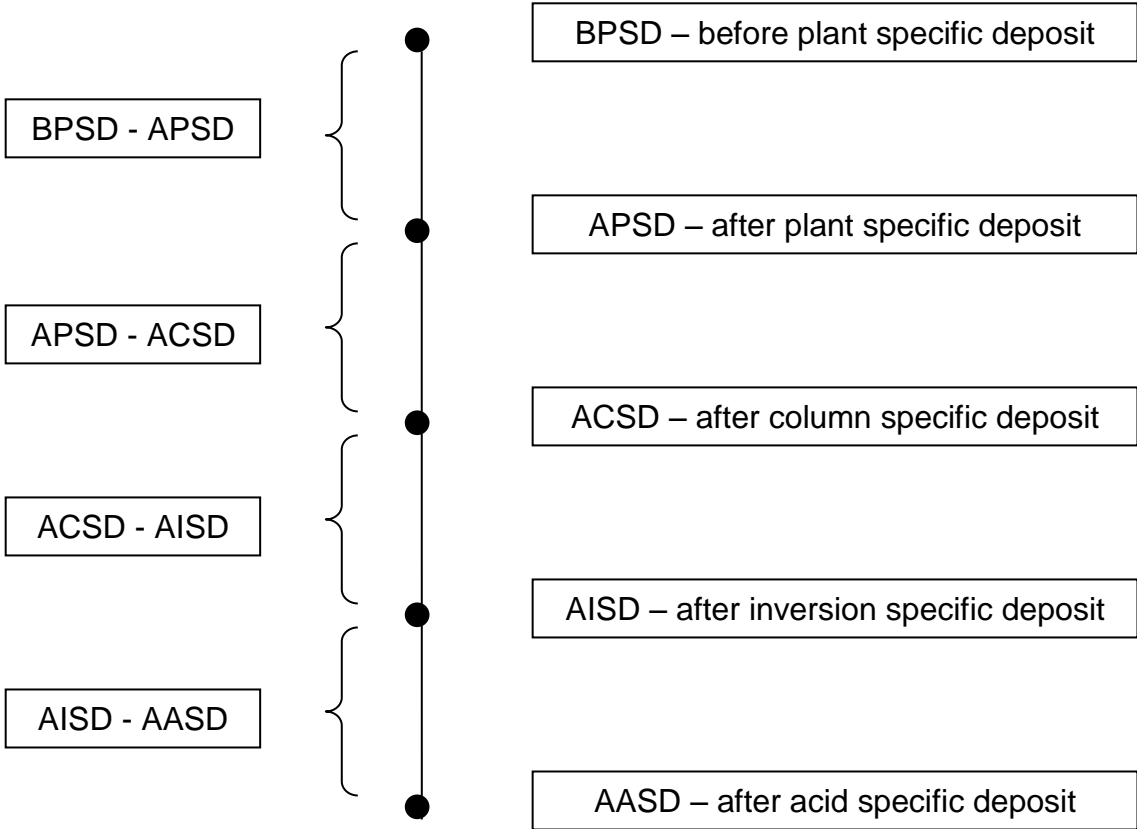 BPSD – before plant specific deposit
BPSD - APSD
APSD – after plant specific deposit
APSD - ACSD
ACSD – after column specific deposit
ACSD - AISD
AISD – after inversion specific deposit
AISD - AASD
AASD – after acid specific deposit